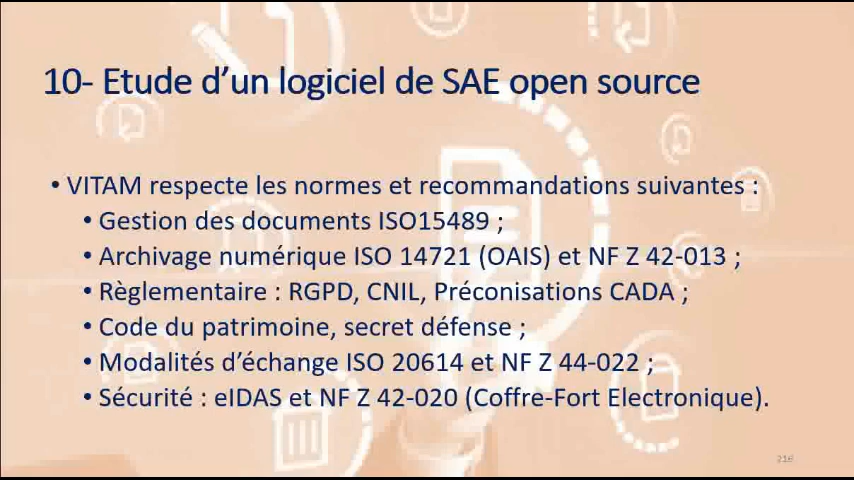 10- Etude d’un logiciel de SAE open source
• VITAM respecte les normes et recommandations suivantes :
• Gestion des documents ISO15489 ;
• Archivage numérique ISO 14721 (OAIS) et NF Z 42-013 ;
• Règlementaire : RGPD, CNIL, Préconisations CADA ;
• Code du patrimoine, secret défense ;
• Modalités d’échange ISO 20614 et NF Z 44-022 ;
• Sécurité : eIDAS et NF Z 42-020 (Coffre-Fort Electronique).